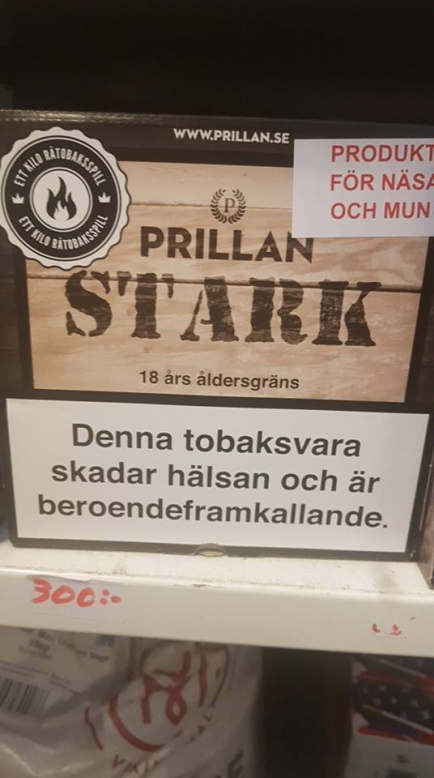 WWW.PRILLAN.SE
ETT KILO RÅTOBAKSSPILL
ETT KILO RÅTOBAKSSPILL
PRODUKT
FÖR NÄSA
OCH MUN
P
PRILLAN
STARK
18 års åldersgräns
Denna tobaksvara
skadar hälsan och är
beroendeframkallande.
300:-